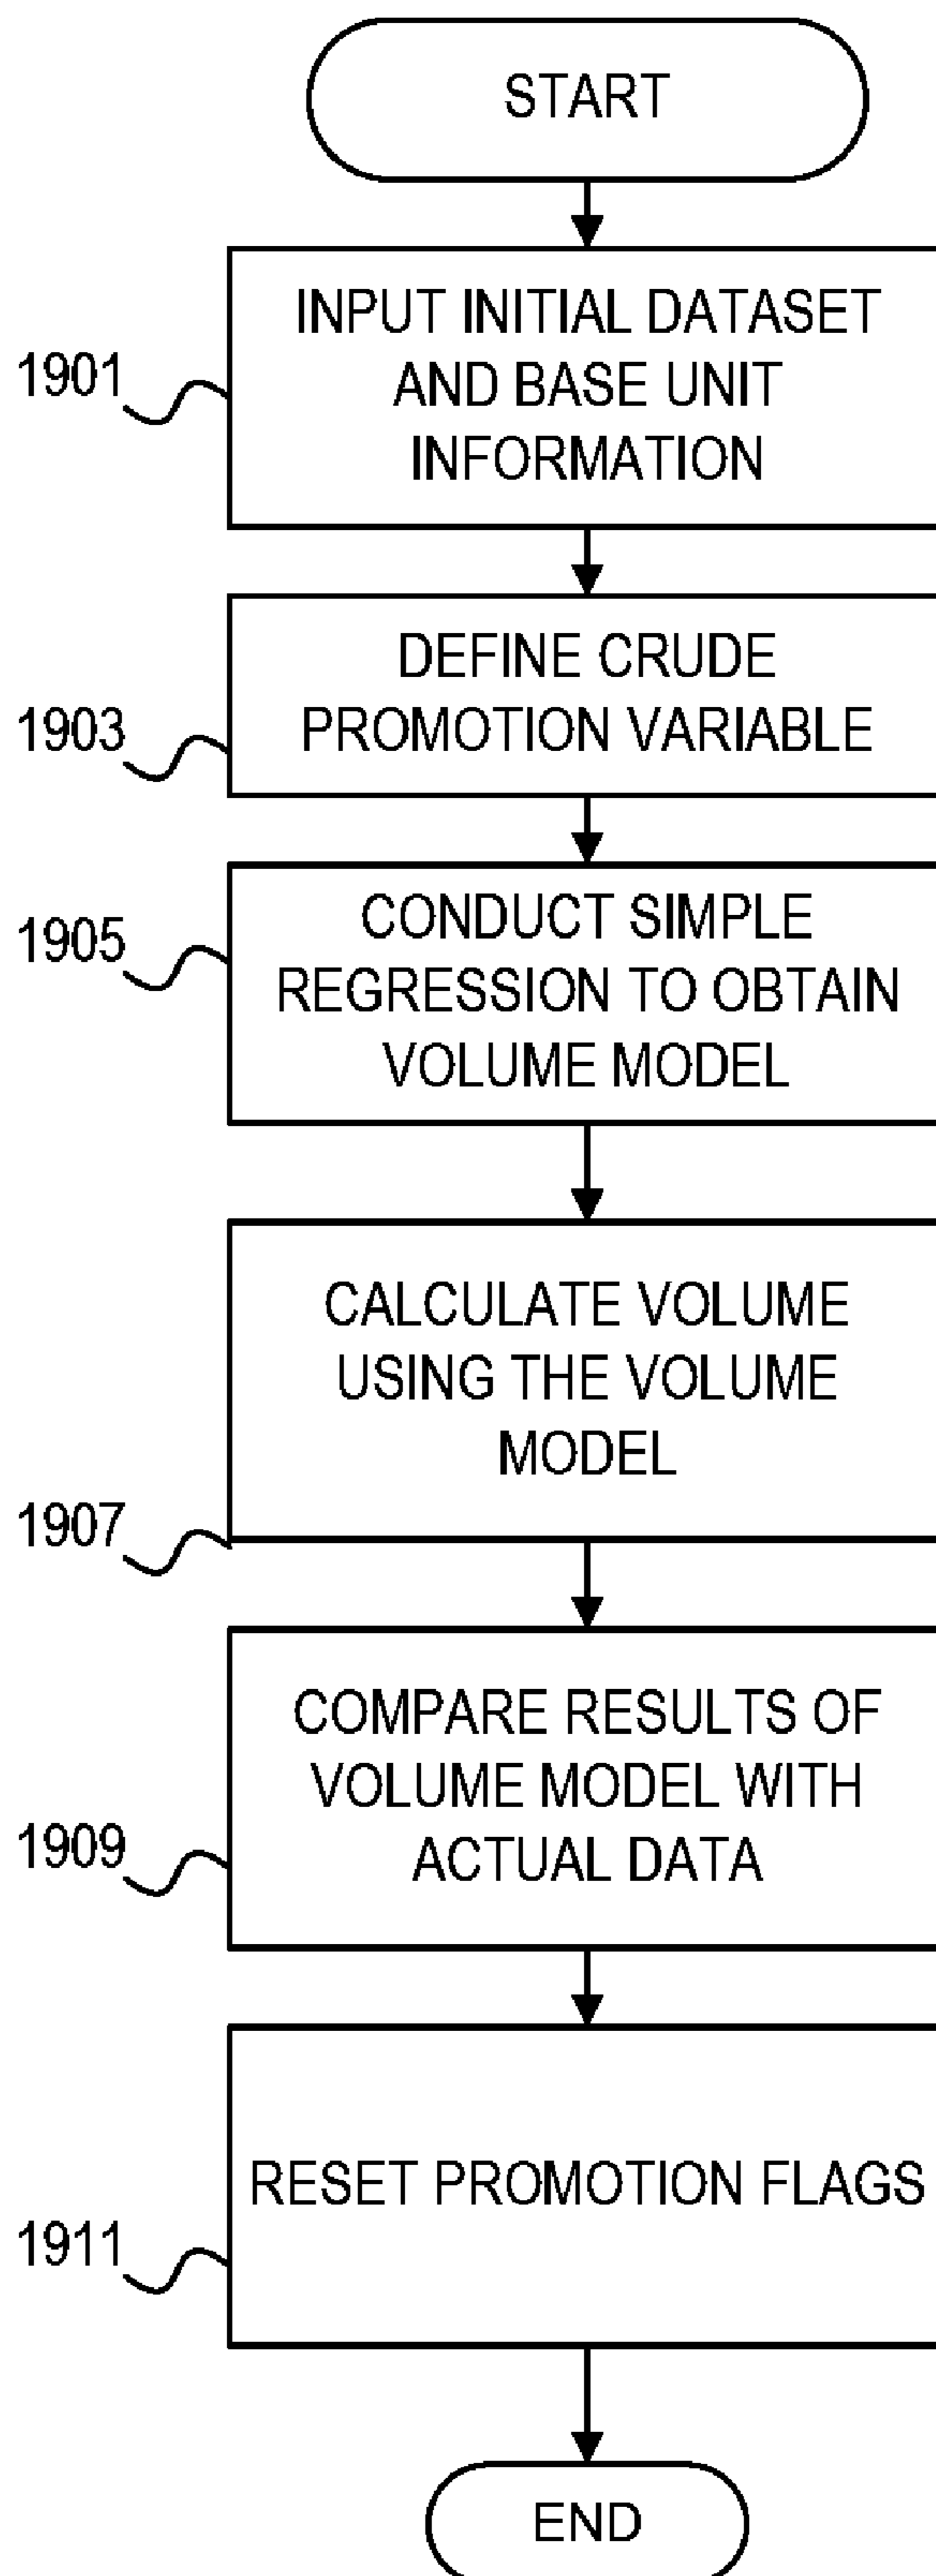 START
1901
INPUT INITIAL DATASET
AND BASE UNIT
INFORMATION
1903
DEFINE CRUDE
PROMOTION VARIABLE
1905
CONDUCT SIMPLE
REGRESSION TO OBTAIN
VOLUME MODEL
1907
CALCULATE VOLUME
USING THE VOLUME
MODEL
1909
COMPARE RESULTS OF
VOLUME MODEL WITH
ACTUAL DATA
1911
RESET PROMOTION FLAGS
END